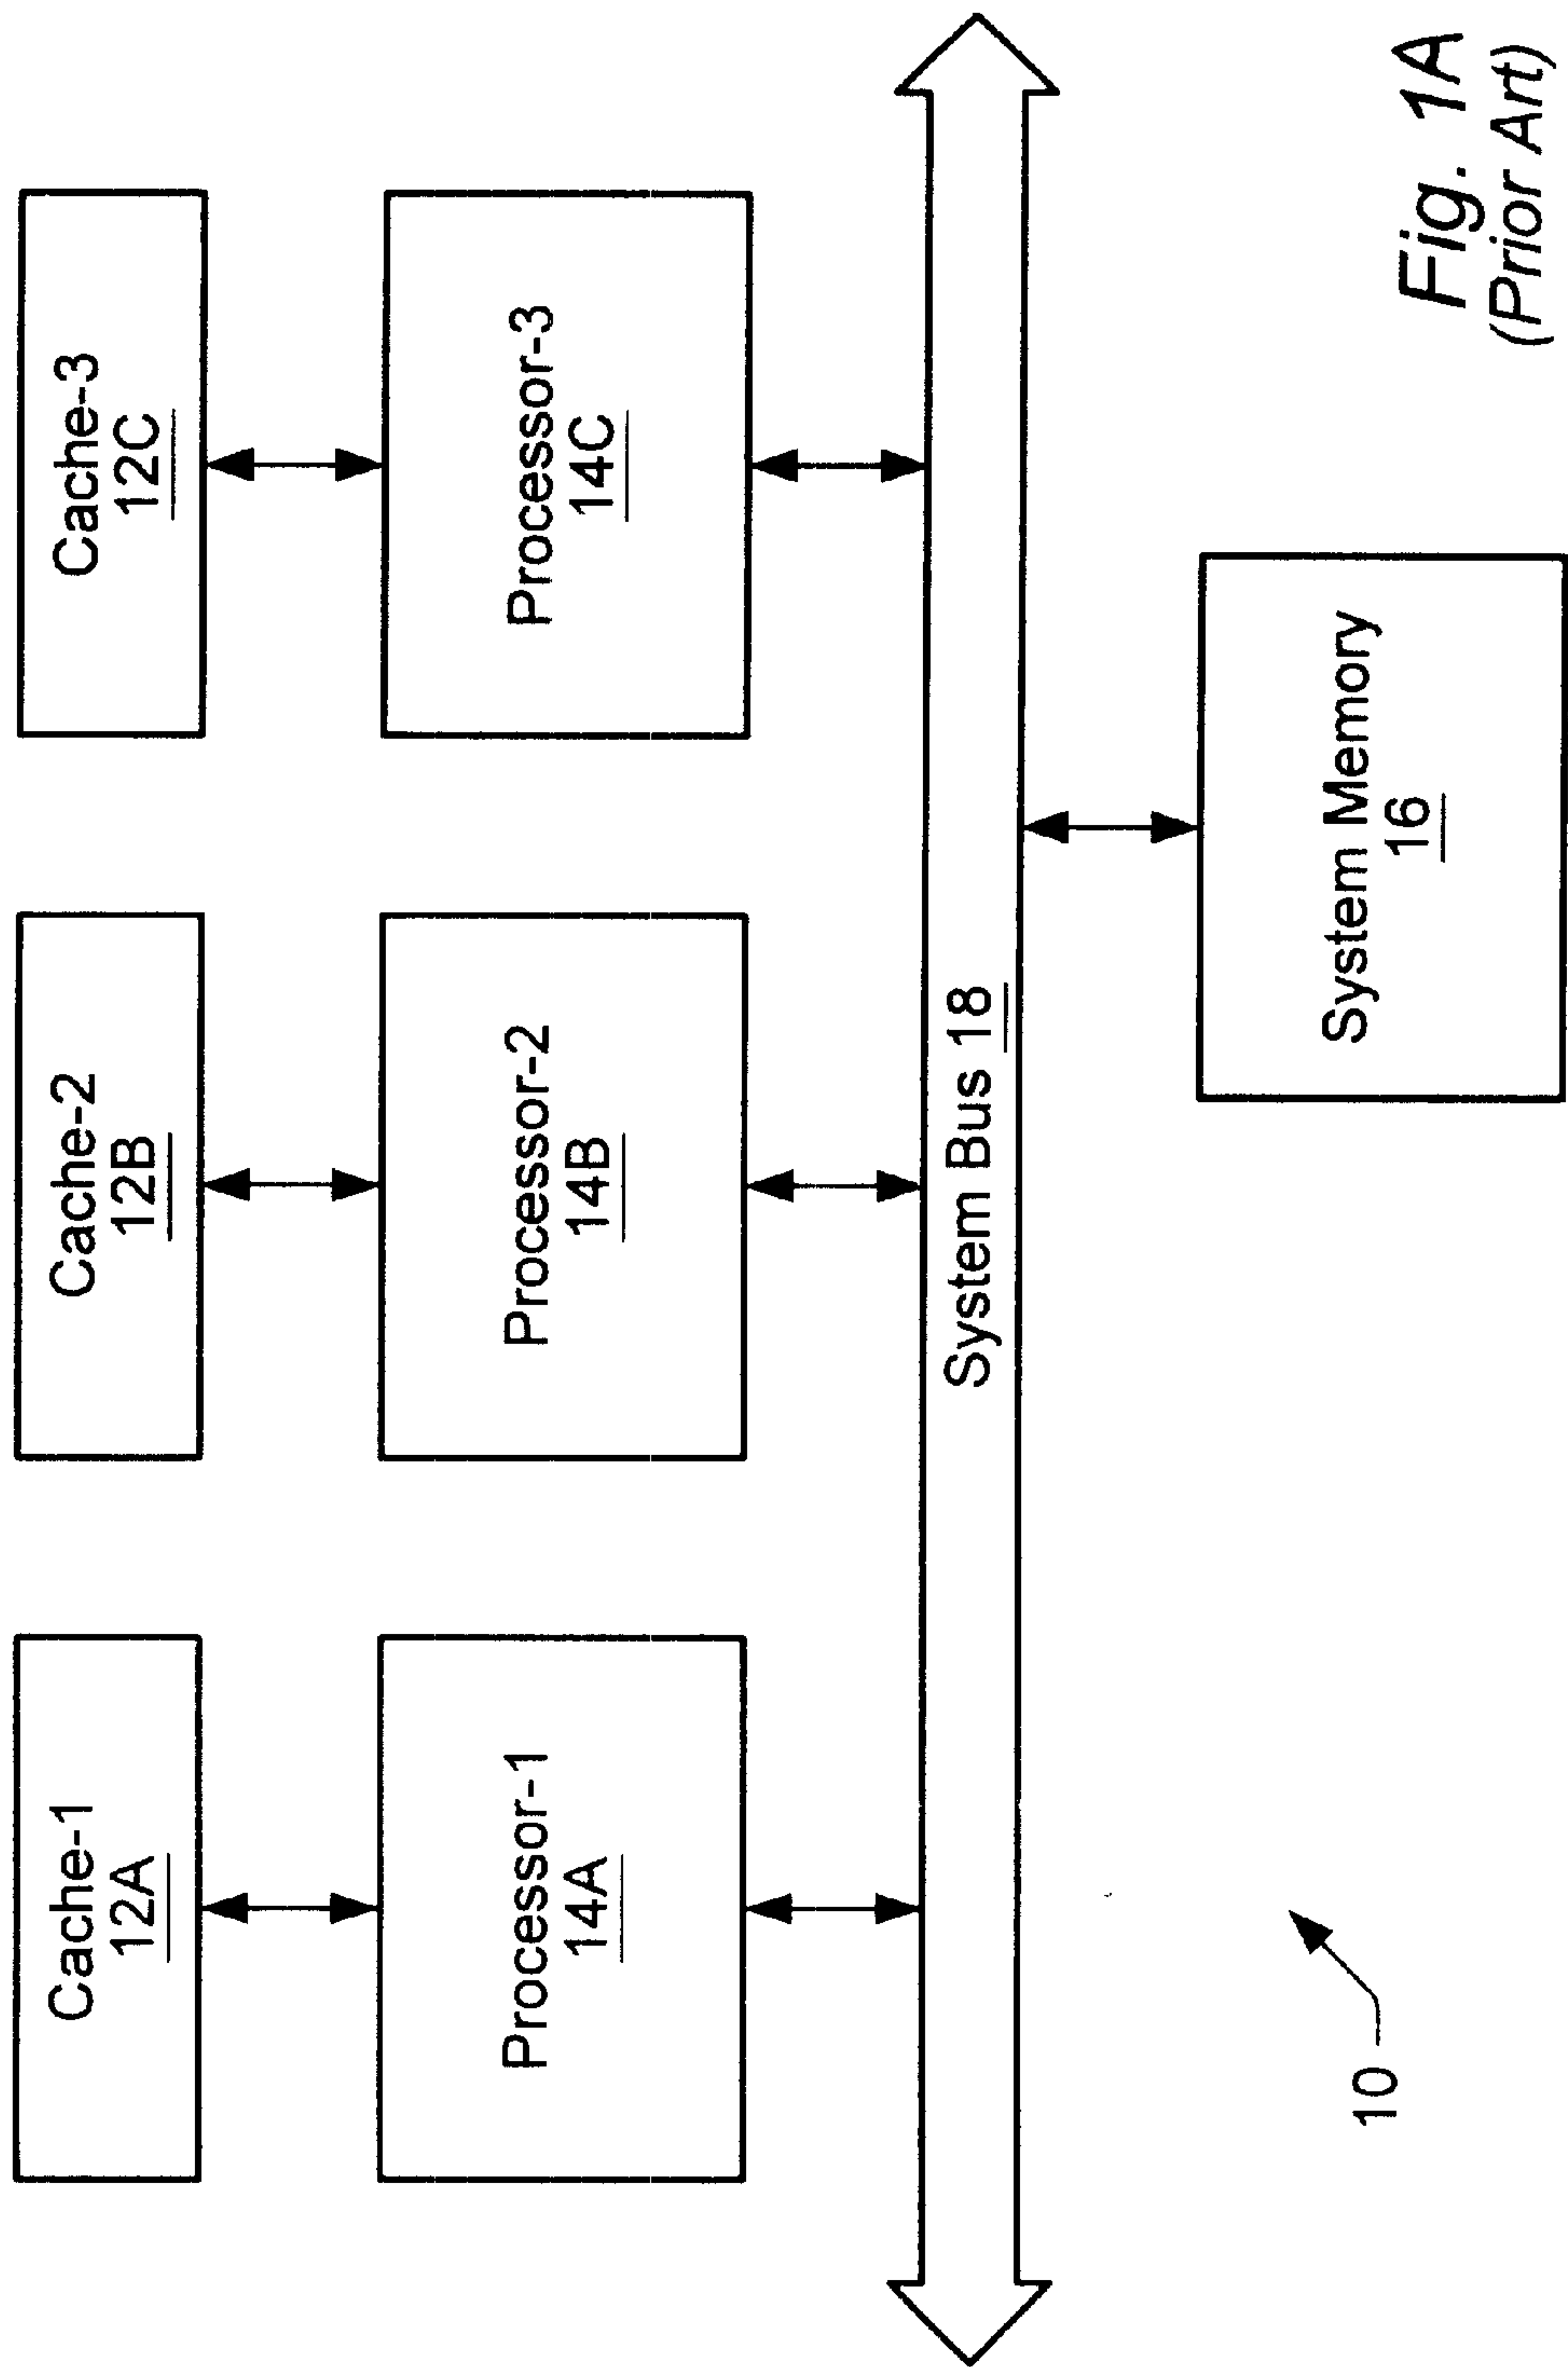 Cache-1
12A
Cache-2
12B
Cache-3
12C
Processor-1
14A
Processor-2
14B
Processor-3
14C
System Bus 18
System Memory
16
10
Fig. 1A
(Prior Art)